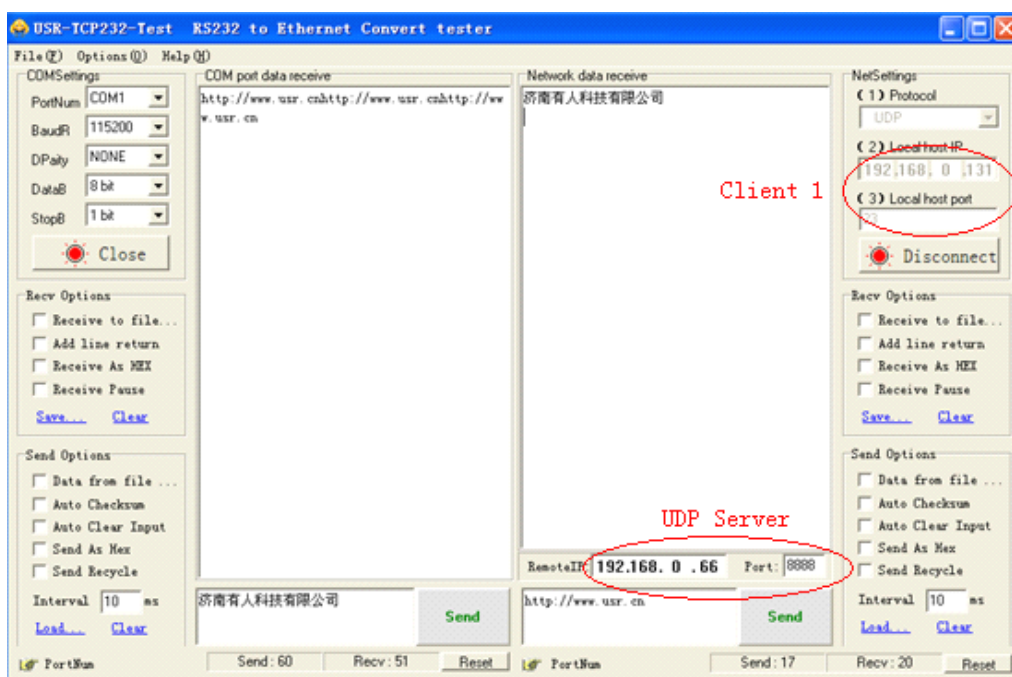 USR-TCP232-Test RS232 to Ethernet Convert tester
File(F) Options(O) Help(H)
COMSettings
PortNum COM1
BaudR 115200
DPaity NONE
DataB 8 bit
StopB 1 bit
Close
Recv Options
Receive to file...
Add line return
Receive As HEX
Receive Pause
Save... Clear
Send Options
Data from file ...
Auto Checksum
Auto Clear Input
Send As Hex
Send Recycle
Interval 10 ms
Load... Clear
COM port data receive
http://www.usr.cnhttp://www.usr.cnhttp://ww
w.usr.cn
济南有人科技有限公司
Send
Network data receive
济南有人科技有限公司
Client 1
UDP Server
RemoteIP: 192.168. 0 .66 Port: 8888
http://www.usr.cn
Send
NetSettings
(1) Protocol
UDP
(2) Local host IP
192.168. 0 .131
(3) Local host port
23
Disconnect
Recv Options
Receive to file...
Add line return
Receive As HEX
Receive Pause
Save... Clear
Send Options
Data from file ...
Auto Checksum
Auto Clear Input
Send As Hex
Send Recycle
Interval 10 ms
Load... Clear
PortNum Send:60 Recv:51 Reset
PortNum Send:17 Recv:20 Reset